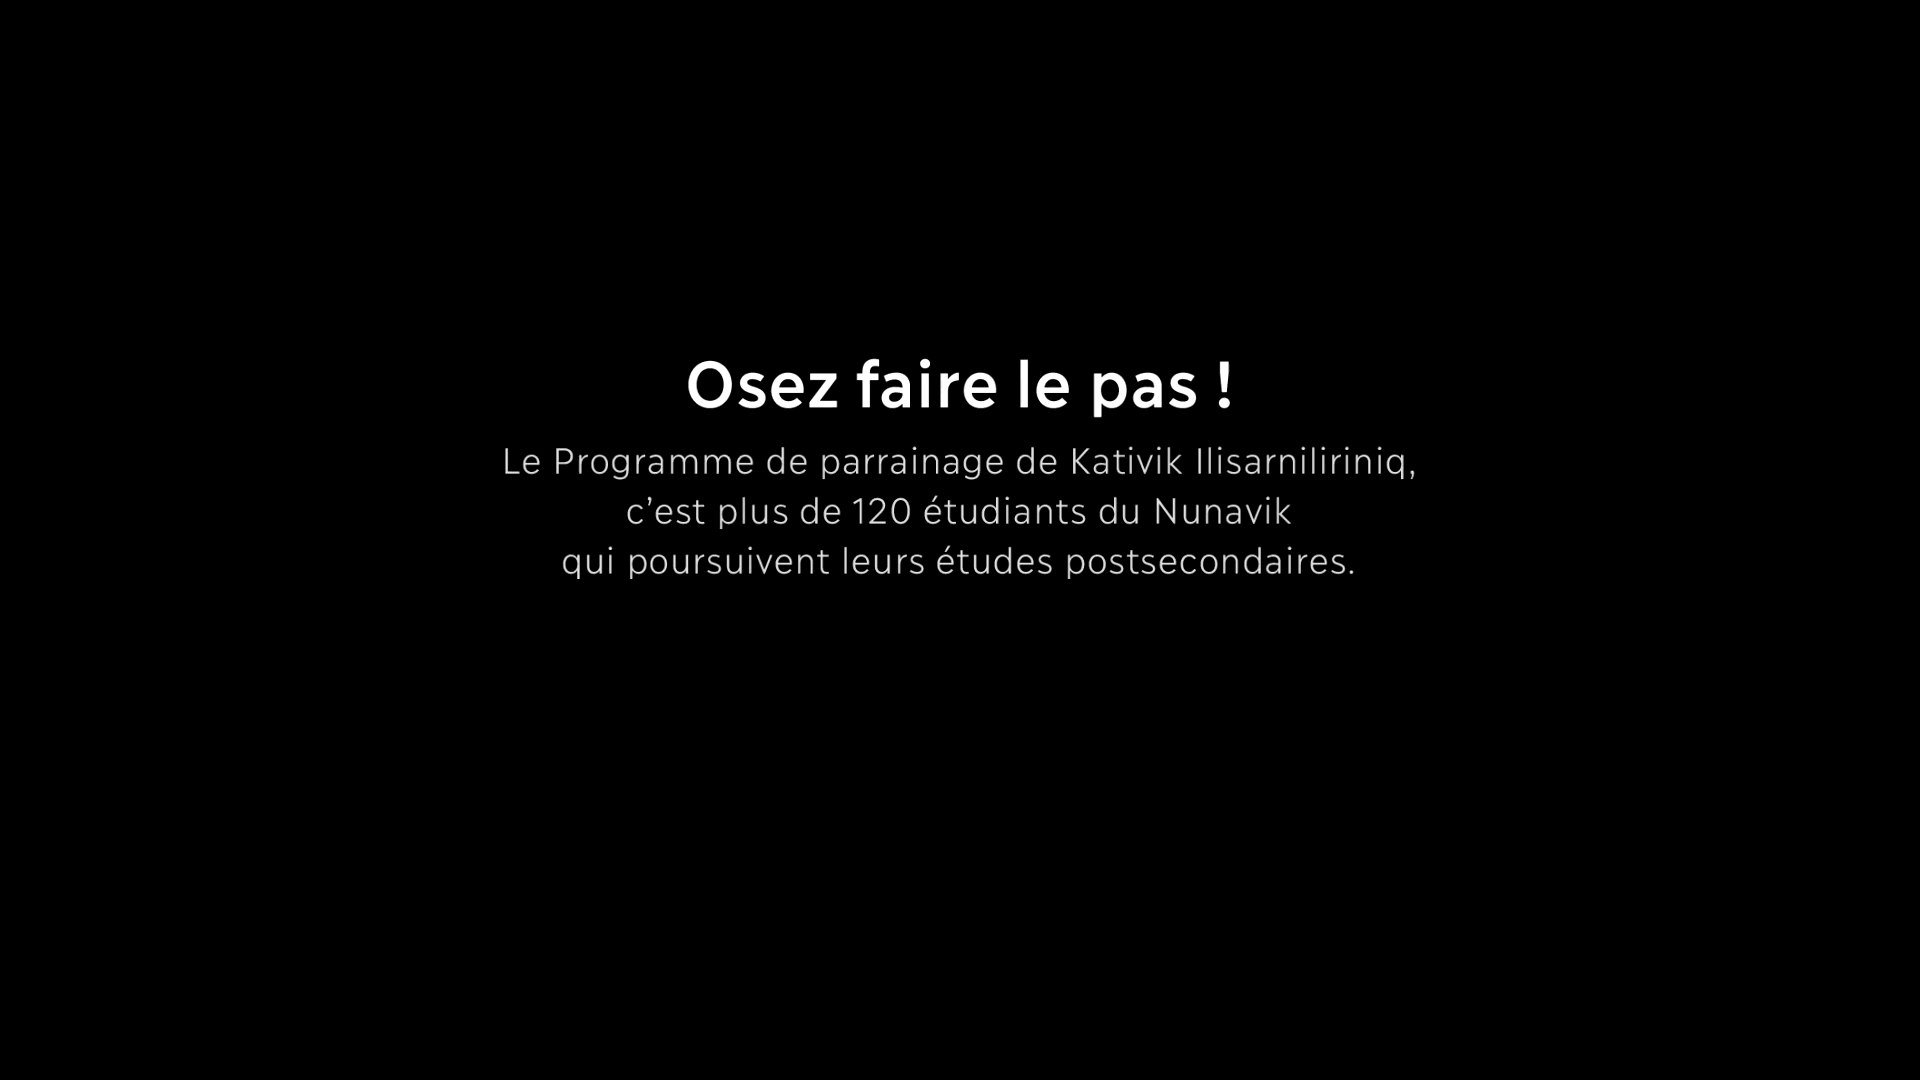 Osez faire le pas !
Le Programme de parrainage de Kativik Ilisarniliriniq,
c’est plus de 120 étudiants du Nunavik
qui poursuivent leurs études postsecondaires.